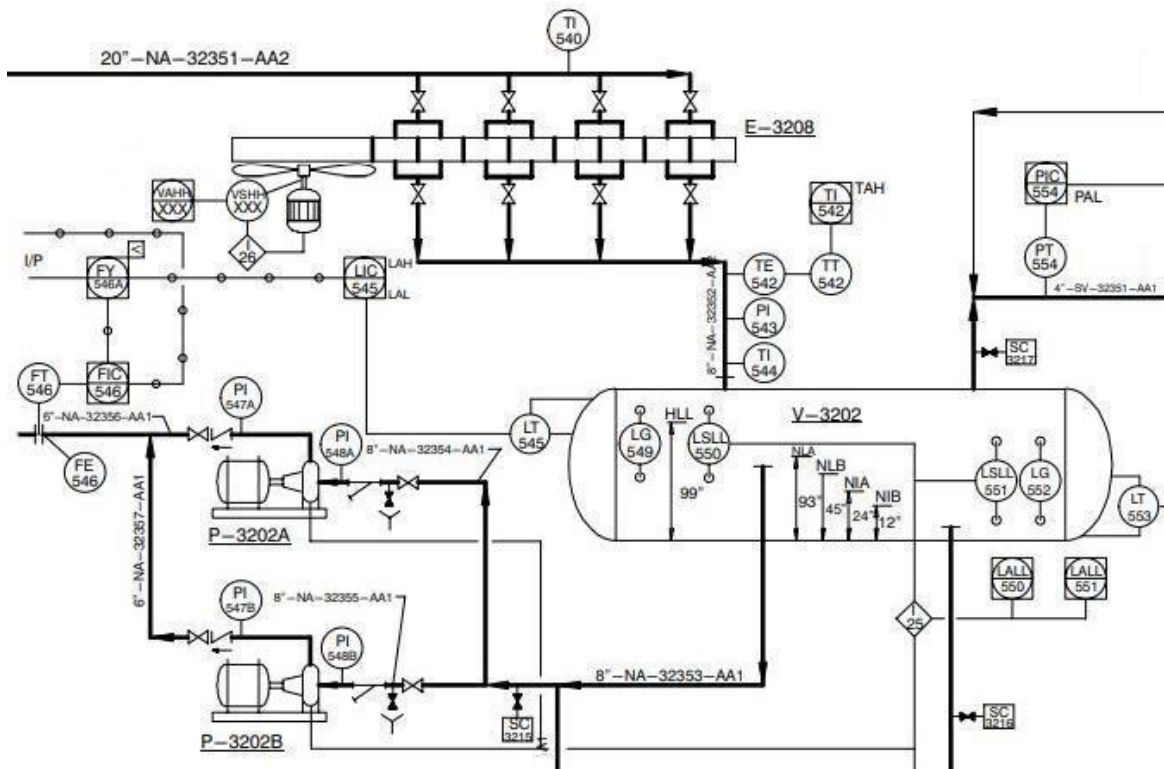 TI
540
20"-NA-32351-AA2
E-3208
VAHH
XXX
VSHH
XXX
I
26
TI
542
TAH
PIC
554
PAL
I/P
FY
546A
LIC
545
LAH
LAL
TE
542
TT
542
PT
554
4"-SV-32351-AA1
PI
543
TI
544
SC
3217
FT
546
FIC
546
PI
547A
6"-NA-32356-AA1
FE
546
PI
548A
8"-NA-32354-AA1
LT
545
V-3202
HLL
99"
LG
549
LSLL
550
NLA
93"
NLB
45"
NIA
24"
NIB
12"
LSLL
551
LG
552
LT
553
P-3202A
6"-NA-32357-AA1
PI
547B
8"-NA-32355-AA1
PI
548B
LALL
550
LALL
551
I
25
8"-NA-32353-AA1
SC
3215
SC
3216
P-3202B